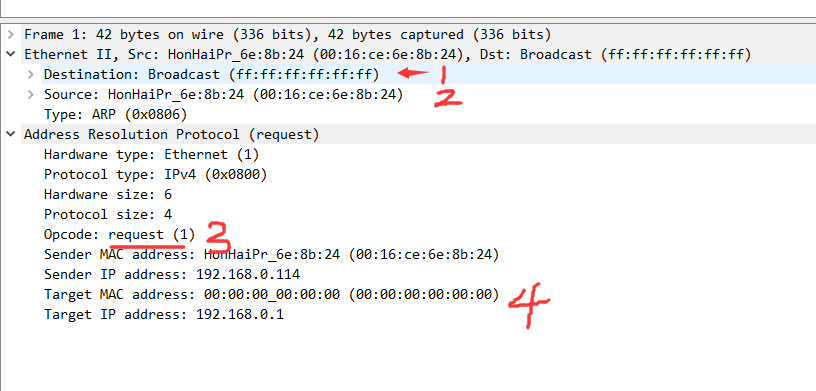 Frame 1: 42 bytes on wire (336 bits), 42 bytes captured (336 bits)
Ethernet II, Src: HonHaiPr_6e:8b:24 (00:16:ce:6e:8b:24), Dst: Broadcast (ff:ff:ff:ff:ff:ff)
Destination: Broadcast (ff:ff:ff:ff:ff:ff) 1
Source: HonHaiPr_6e:8b:24 (00:16:ce:6e:8b:24) 2
Type: ARP (0x0806)
Address Resolution Protocol (request)
Hardware type: Ethernet (1)
Protocol type: IPv4 (0x0800)
Hardware size: 6
Protocol size: 4
Opcode: request (1) 3
Sender MAC address: HonHaiPr_6e:8b:24 (00:16:ce:6e:8b:24)
Sender IP address: 192.168.0.114
Target MAC address: 00:00:00_00:00:00 (00:00:00:00:00:00) 4
Target IP address: 192.168.0.1